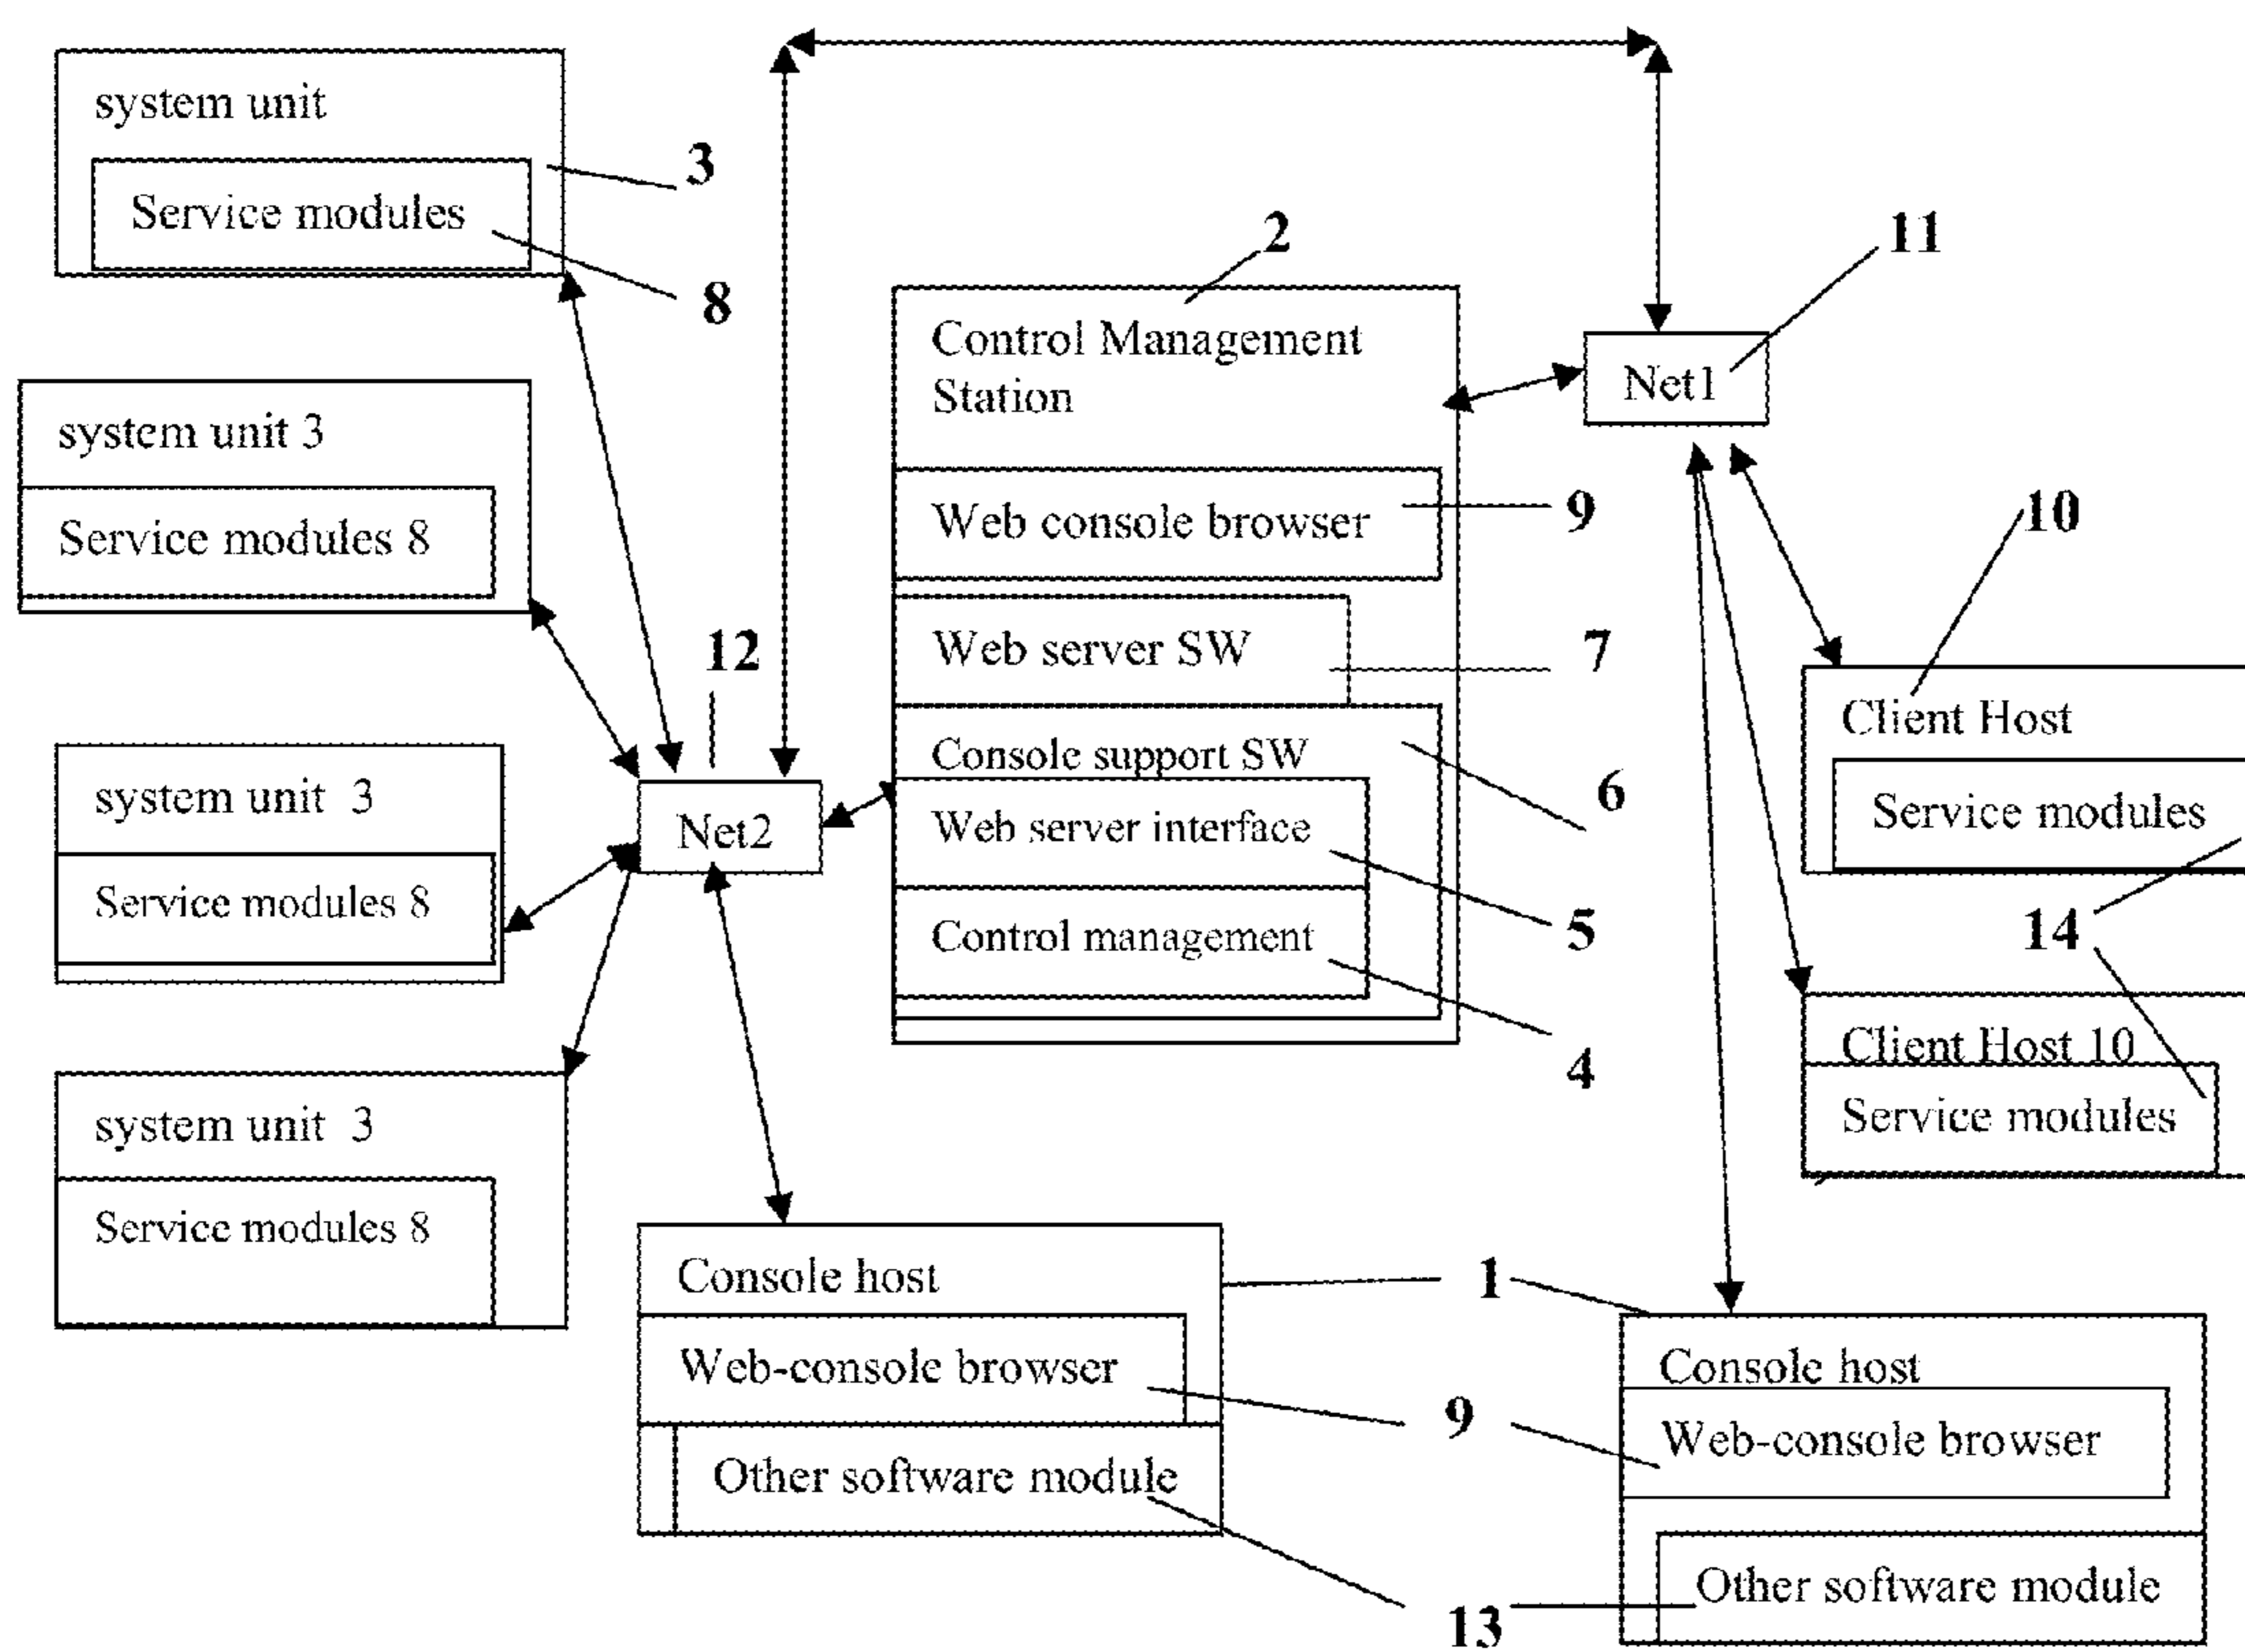 system unit
Service modules
3
8
system unit 3
Service modules 8
system unit 3
Service modules 8
system unit 3
Service modules 8
12
Net2
2
Control Management
Station
Web console browser
9
Web server SW
7
Console support SW
6
Web server interface
5
Control management
4
11
Net1
10
Client Host
Service modules
14
Client Host 10
Service modules
Console host
1
Web-console browser
9
Other software module
13
Console host
Web-console browser
Other software module